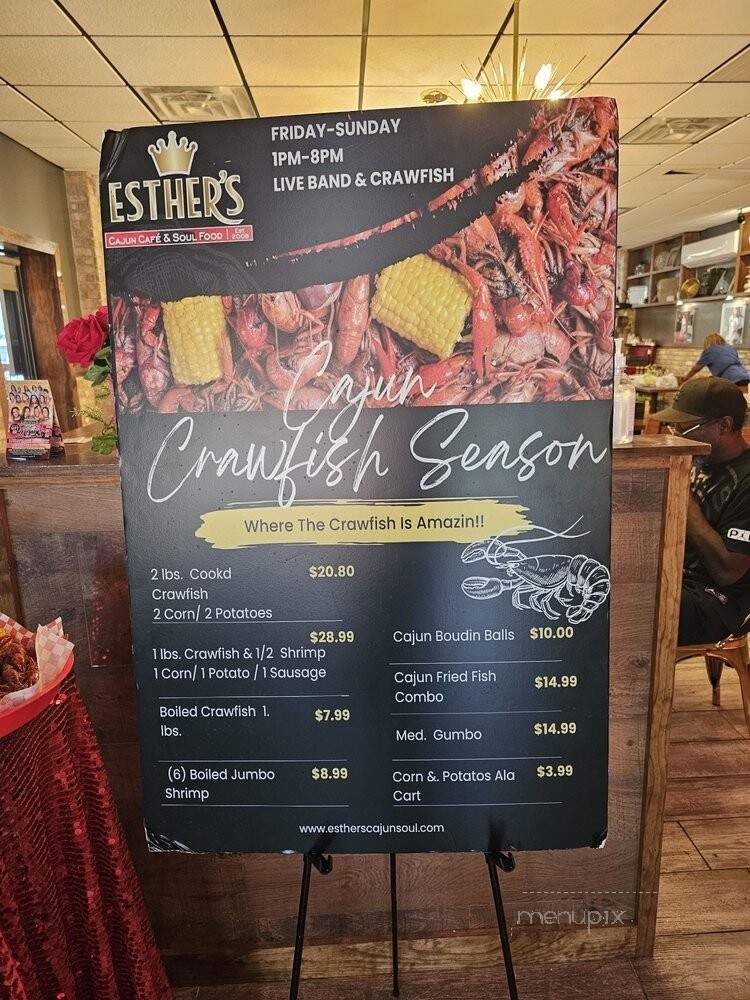 FRIDAY-SUNDAY
1PM-8PM
LIVE BAND & CRAWFISH
ESTHER'S
CAJUN CAFÉ & SOUL FOOD | EST 2008
Cajun
Crawfish Season
Where The Crawfish Is Amazin!!
2 lbs. Cookd $20.80
Crawfish
2 Corn/ 2 Potatoes
$28.99
1 lbs. Crawfish & 1/2 Shrimp
1 Corn/ 1 Potato / 1 Sausage
Boiled Crawfish 1. $7.99
lbs.
(6) Boiled Jumbo $8.99
Shrimp
Cajun Boudin Balls $10.00
Cajun Fried Fish $14.99
Combo
Med. Gumbo $14.99
Corn &. Potatos Ala $3.99
Cart
www.estherscajunsoul.com
menupix